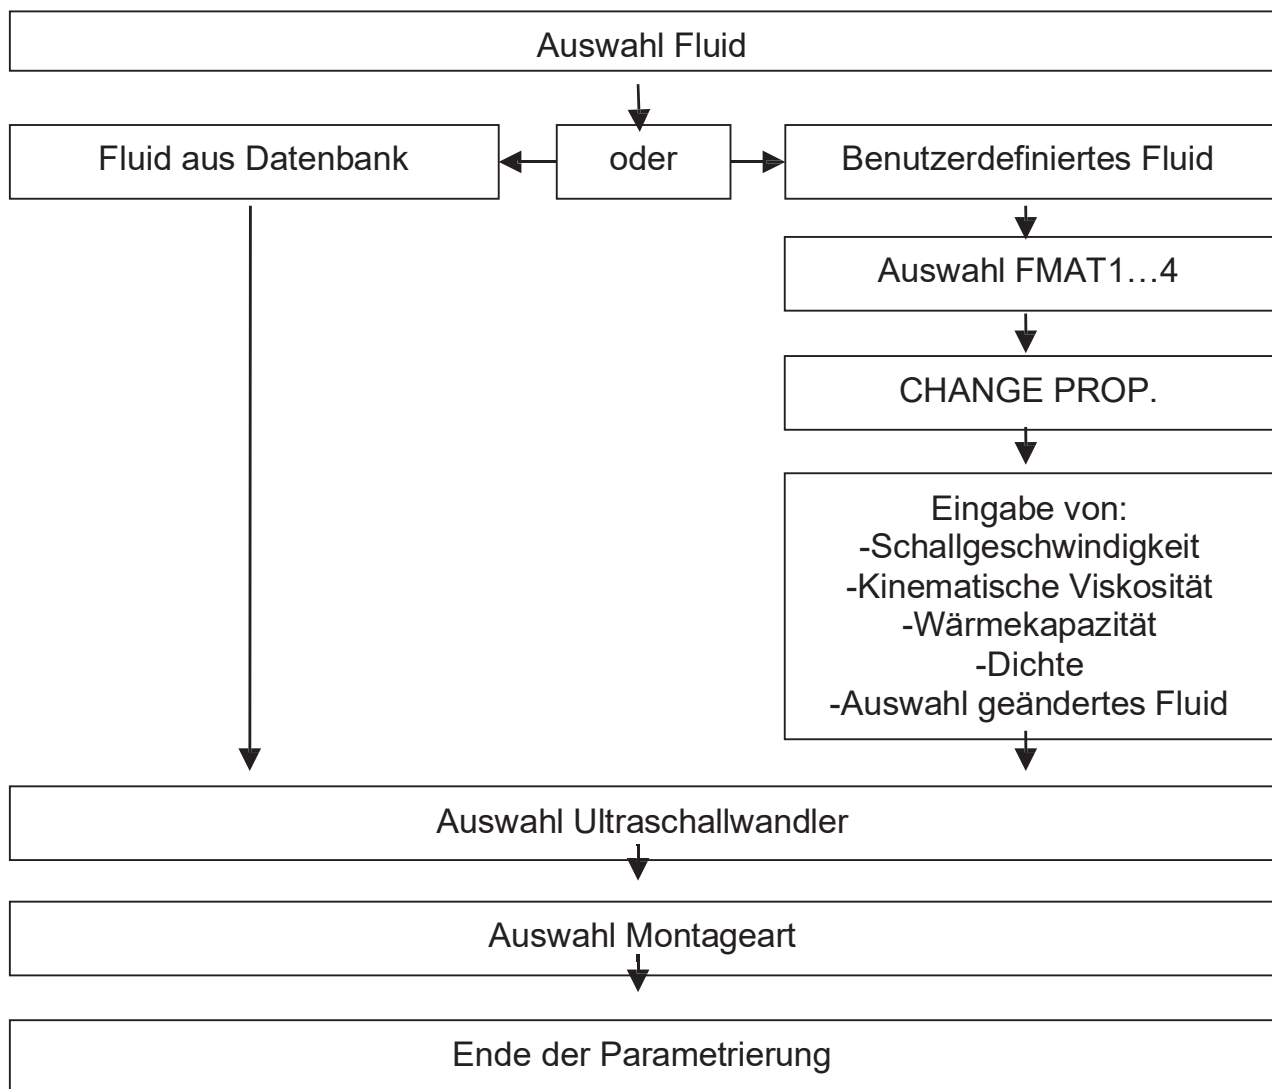 Auswahl Fluid
Fluid aus Datenbank
oder
Benutzerdefiniertes Fluid
Auswahl FMAT1…4
CHANGE PROP.
Eingabe von:
-Schallgeschwindigkeit
-Kinematische Viskosität
-Wärmekapazität
-Dichte
-Auswahl geändertes Fluid
Auswahl Ultraschallwandler
Auswahl Montageart
Ende der Parametrierung